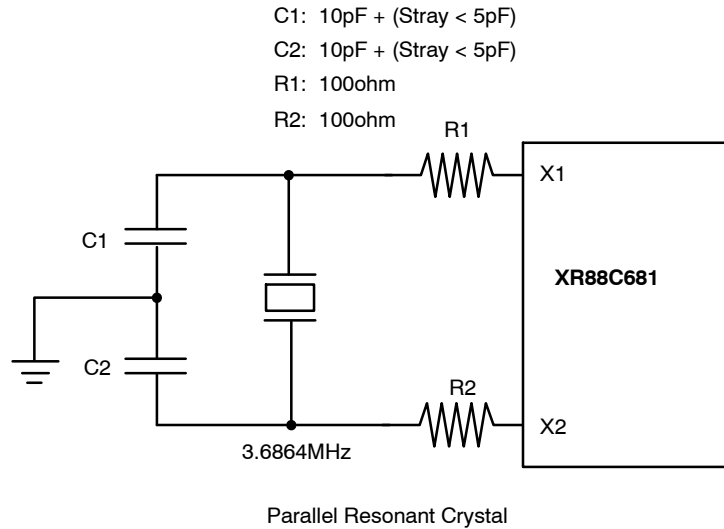 C1: 10pF + (Stray < 5pF)
C2: 10pF + (Stray < 5pF)
R1: 100ohm
R2: 100ohm
R1
X1
C1
XR88C681
C2
R2
X2
3.6864MHz
Parallel Resonant Crystal